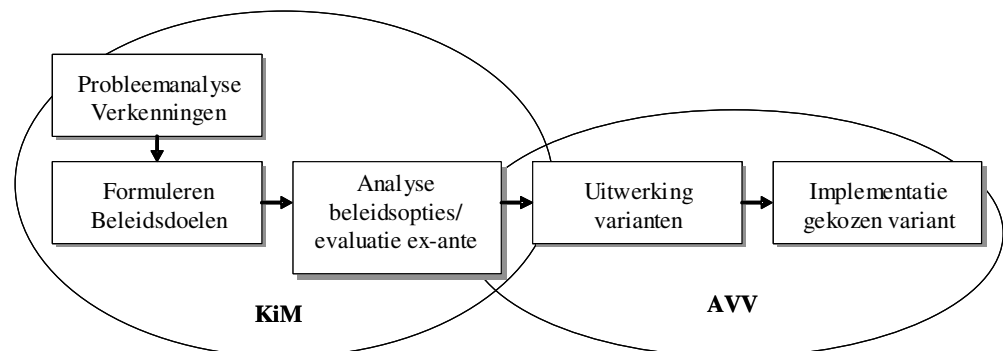 Probleemanalyse
Verkenningen
Formuleren
Beleidsdoelen
Analyse
beleidsopties/
evaluatie ex-ante
Uitwerking
varianten
Implementatie
gekozen variant
KiM
AVV